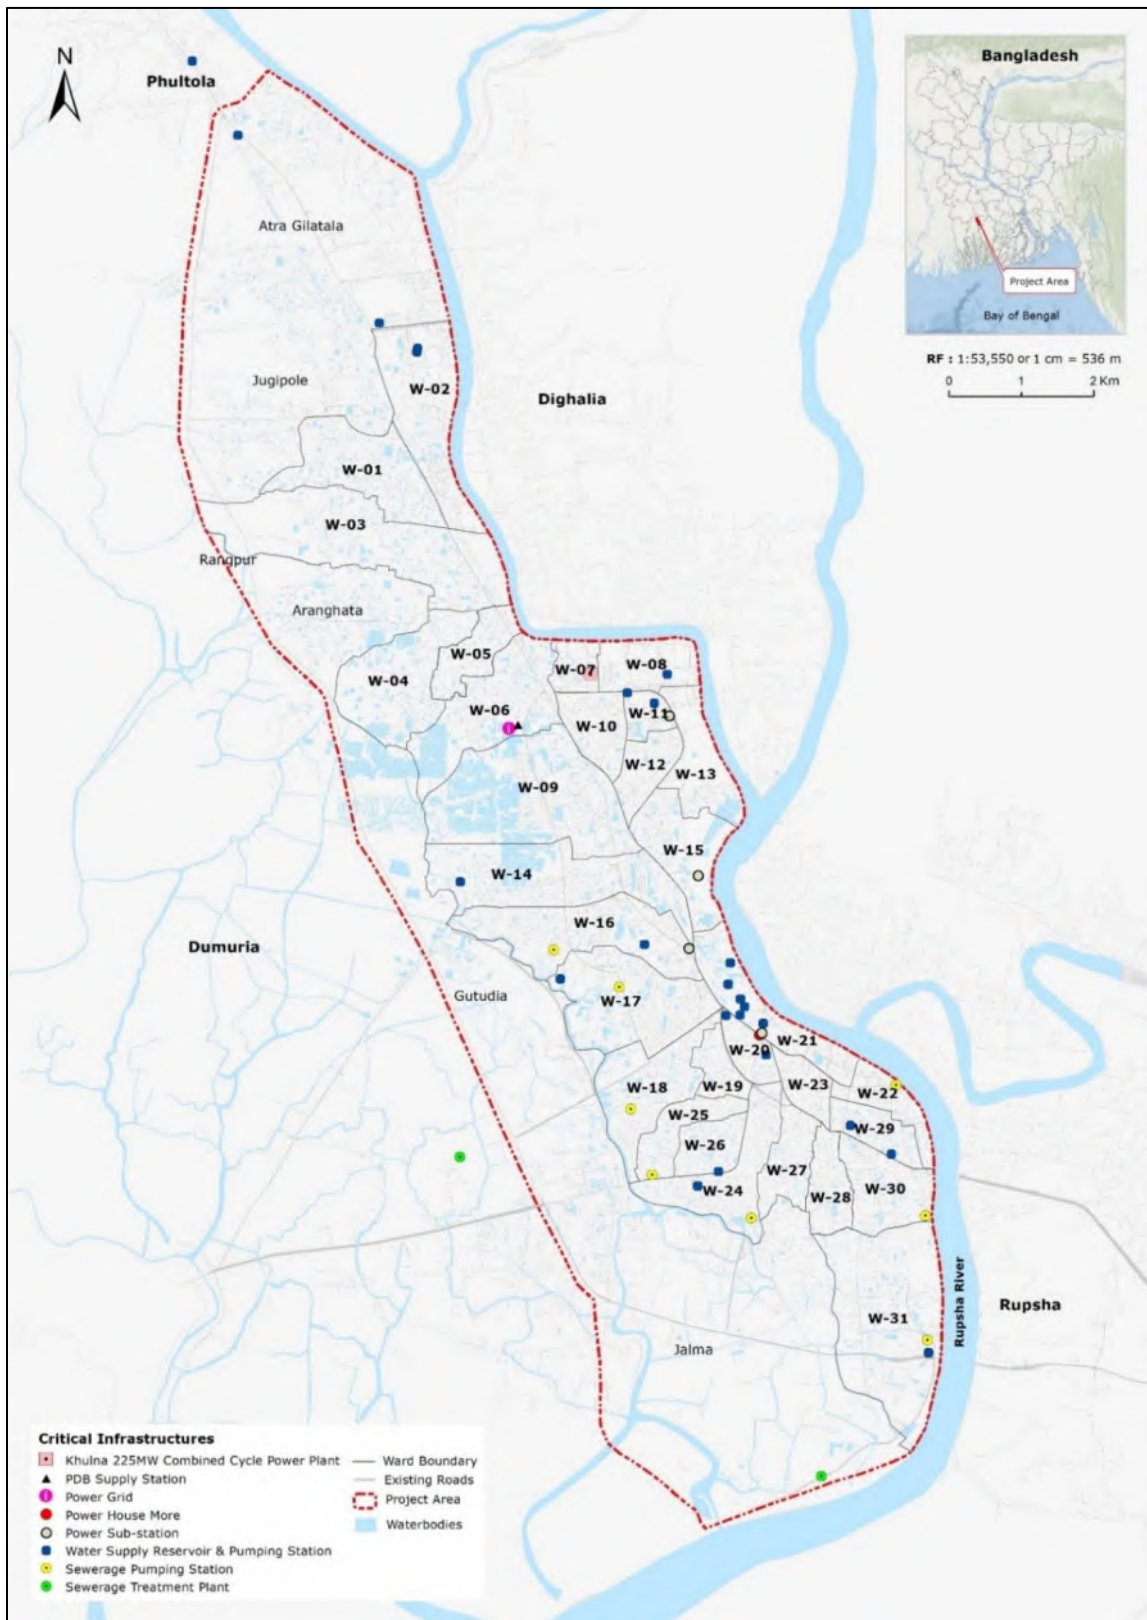 N
Phultola
Bangladesh
Project Area
Bay of Bengal
RF : 1:53,550 or 1 cm = 536 m
0 1 2 Km
Atra Gilatala
Jugipole
W-02
Dighalia
W-01
W-03
Rangpur
Aranghata
W-05
W-04
W-07
W-08
W-06
W-10
W-11
W-12
W-13
W-09
W-15
W-14
W-16
Dumuria
Gutudia
W-17
W-20
W-21
W-18
W-19
W-23
W-22
W-25
W-29
W-26
W-27
W-24
W-28
W-30
Rupsha River
Rupsha
W-31
Jalma
Critical Infrastructures
Khulna 225MW Combined Cycle Power Plant
PDB Supply Station
Power Grid
Power House More
Power Sub-station
Water Supply Reservoir & Pumping Station
Sewerage Pumping Station
Sewerage Treatment Plant
Ward Boundary
Existing Roads
Project Area
Waterbodies